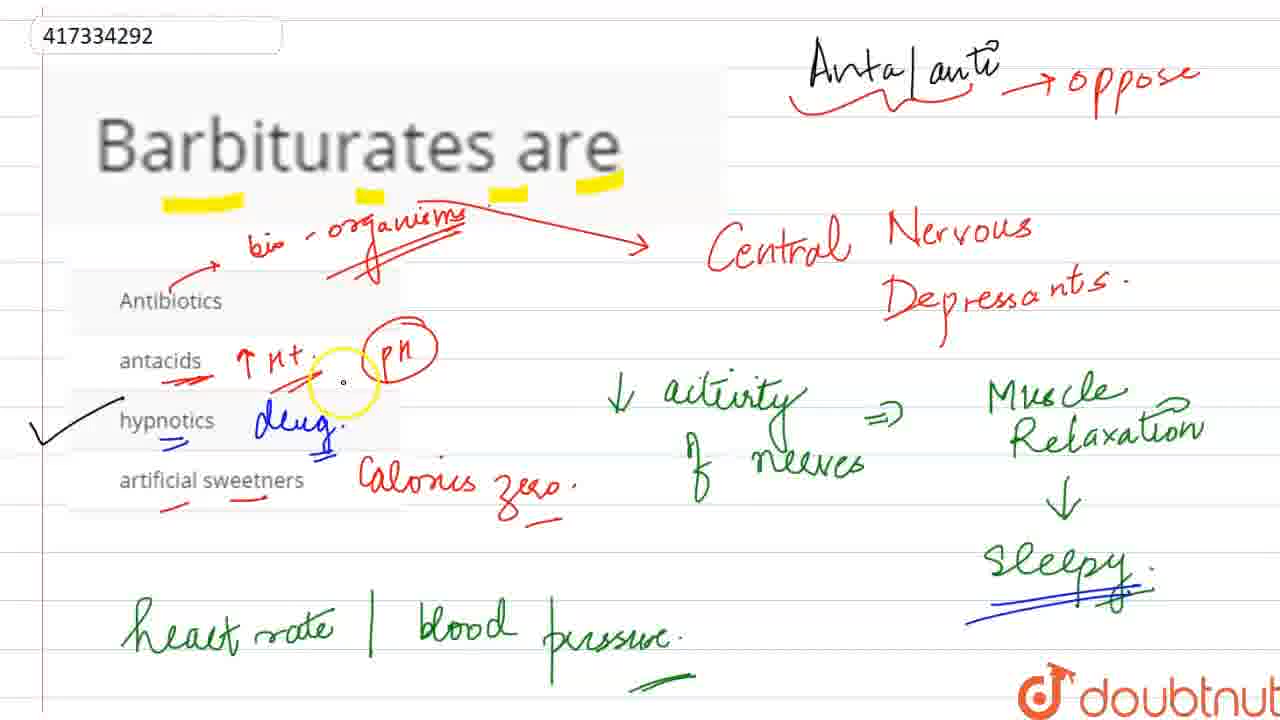 417334292
Anta/anti → oppose
Barbiturates are
bio - organisms
Central Nervous
Depressants.
Antibiotics
antacids ↑ H+. pH
hypnotics drug.
artificial sweetners Calories zero.
↓ activity
of nerves
⇒ Muscle
Relaxation
↓
sleepy.
heart rate | blood pressure.
doubtnut